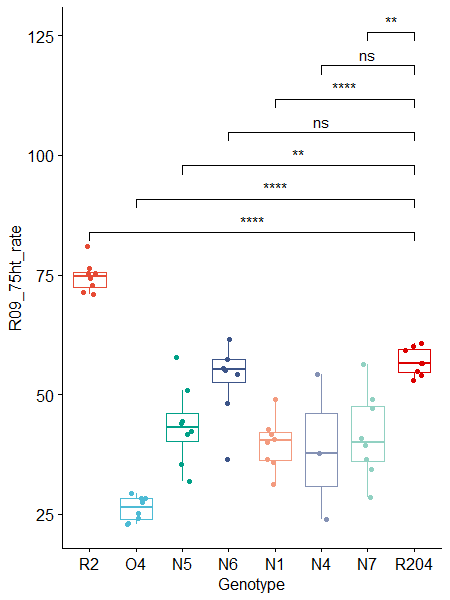 R09_75ht_rate
125
100
75
50
25
**
ns
****
ns
**
****
****
R2 O4 N5 N6 N1 N4 N7 R204
Genotype